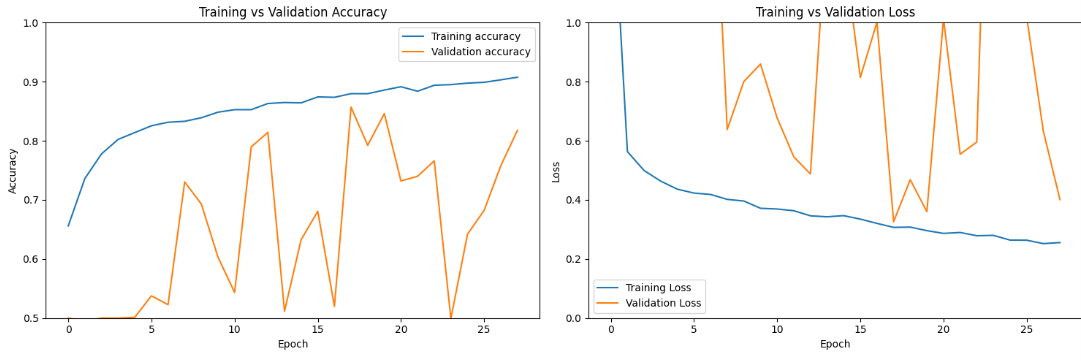 Training vs Validation Accuracy
1.0
0.9
0.8
0.7
0.6
0.5
Accuracy
Training accuracy
Validation accuracy
0 5 10 15 20 25
Epoch
Training vs Validation Loss
1.0
0.8
0.6
0.4
0.2
0.0
Loss
Training Loss
Validation Loss
0 5 10 15 20 25
Epoch